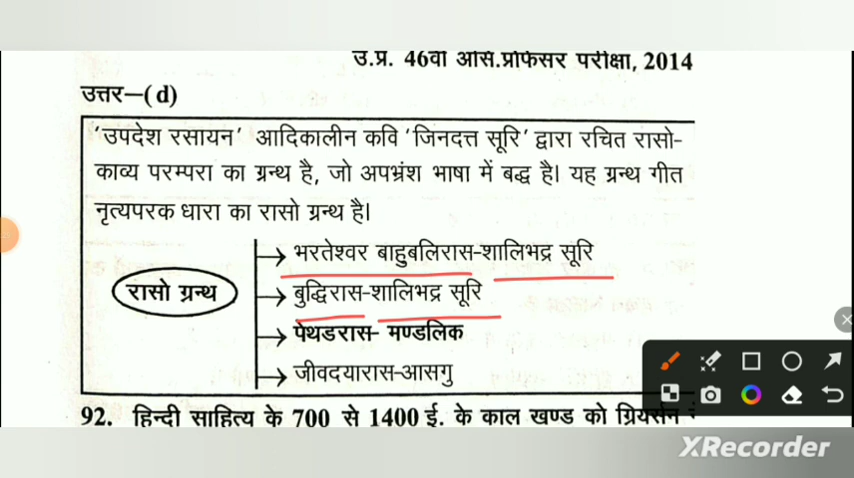 उ.प्र. 46वीं असि.प्रोफेसर परीक्षा, 2014
उत्तर–(d)
'उपदेश रसायन' आदिकालीन कवि 'जिनदत्त सूरि' द्वारा रचित रासो-
काव्य परम्परा का ग्रन्थ है, जो अपभ्रंश भाषा में बद्ध है। यह ग्रन्थ गीत
नृत्यपरक धारा का रासो ग्रन्थ है।
रासो ग्रन्थ
भरतेश्वर बाहुबलिरास-शालिभद्र सूरि
बुद्धिरास-शालिभद्र सूरि
पेथडरास- मण्डलिक
जीवदयारास-आसगु
92. हिन्दी साहित्य के 700 से 1400 ई. के काल खण्ड को ग्रियर्सन
XRecorder